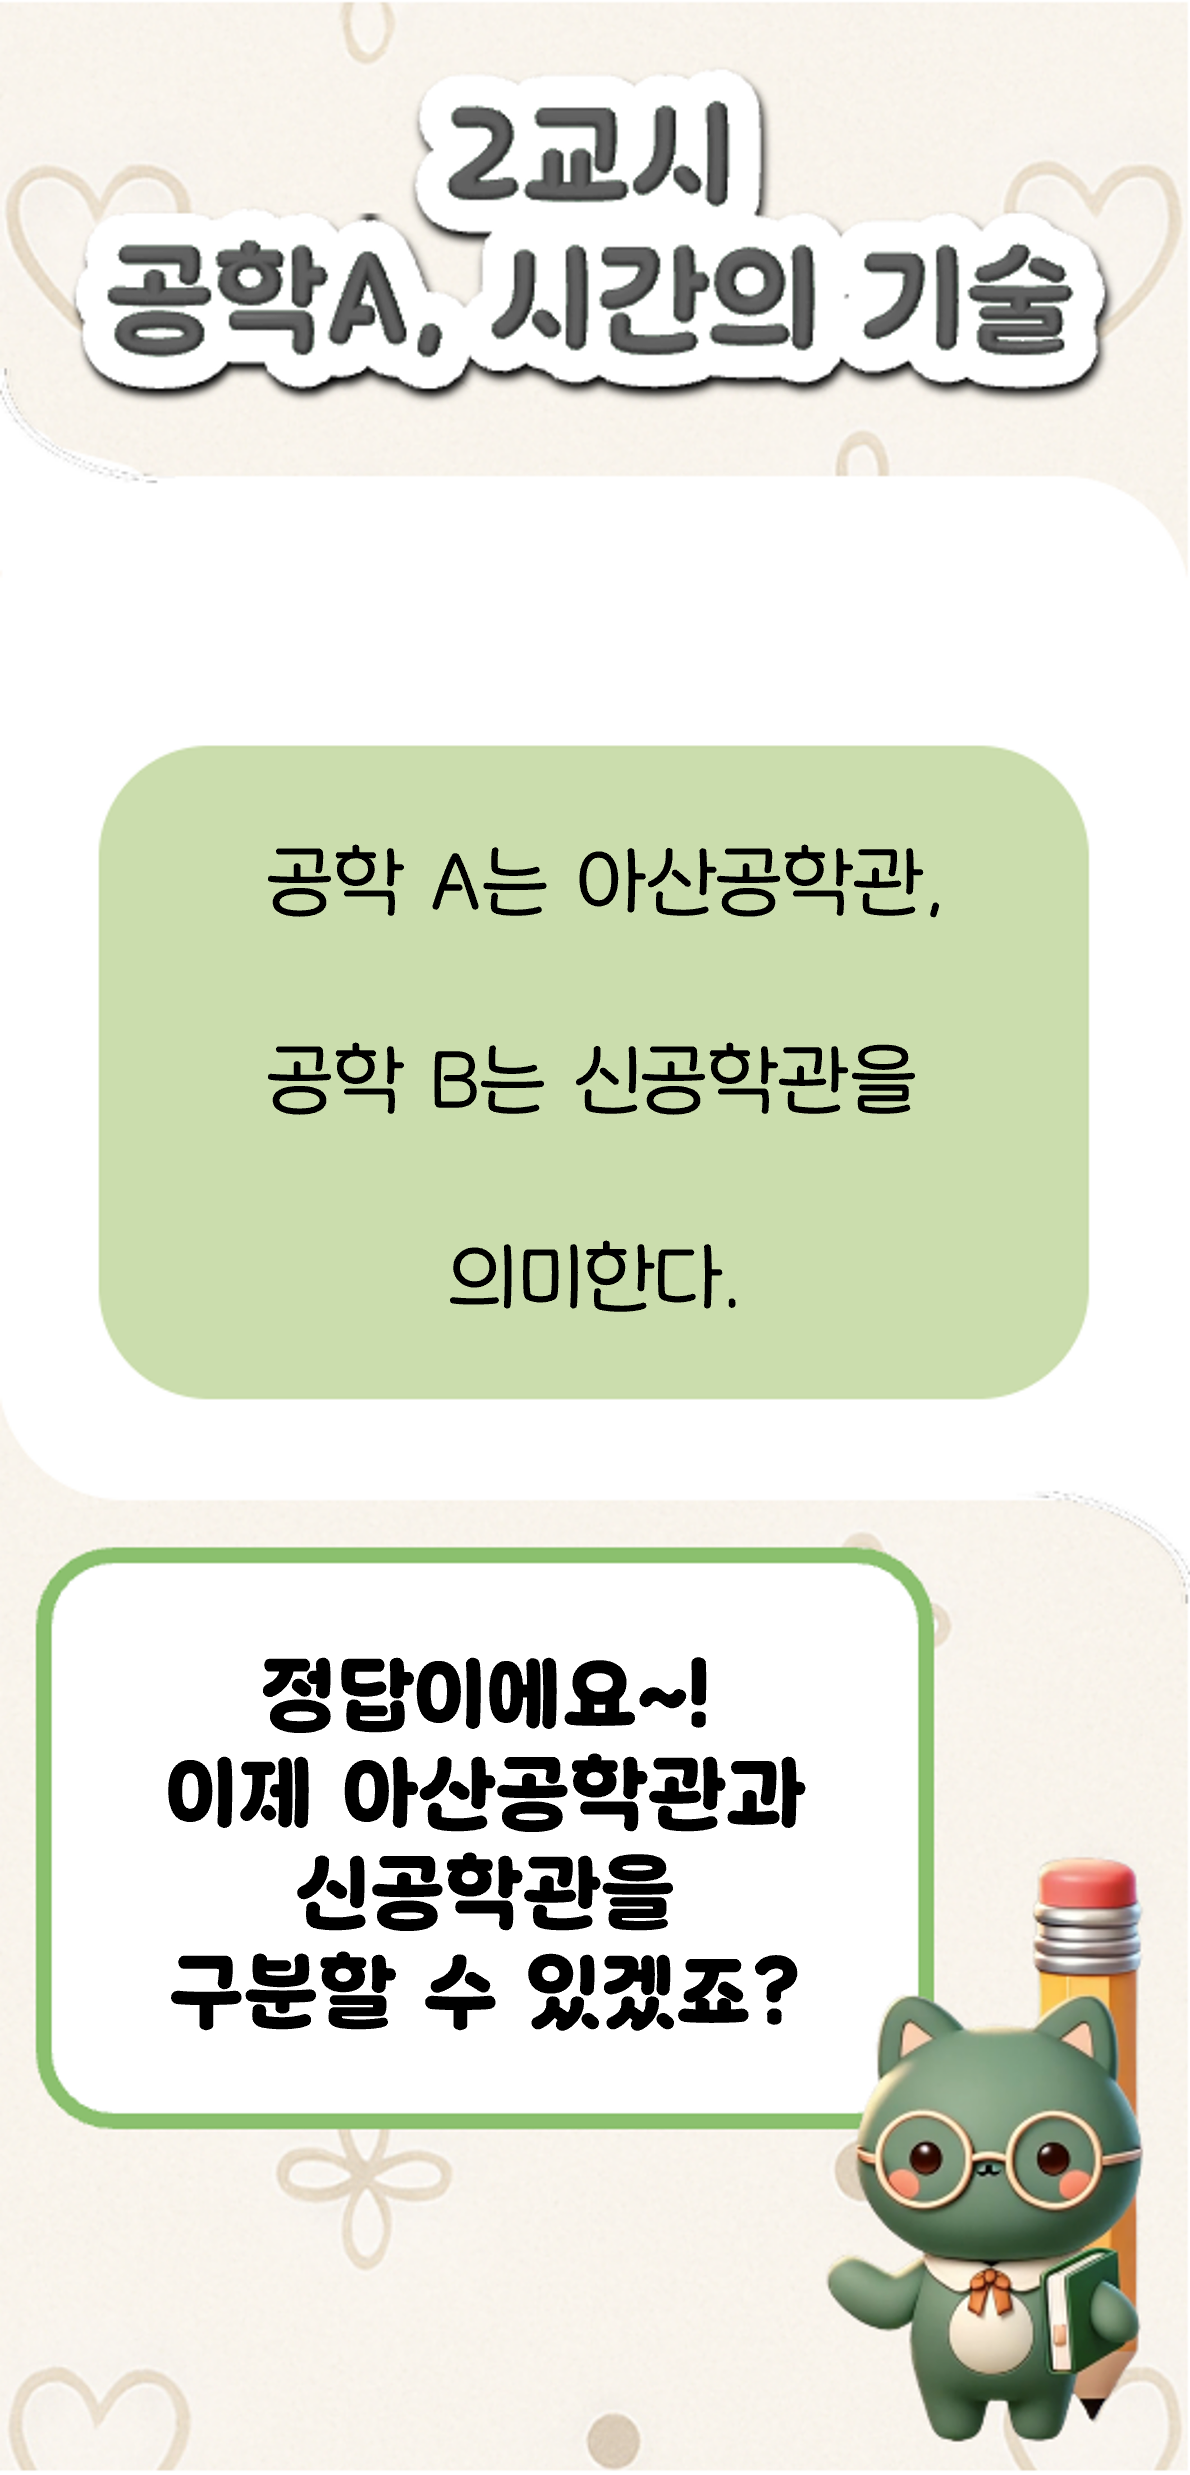 2교시
공학A, 시간의 기술
공학 A는 아산공학관,
공학 B는 신공학관을
의미한다.
정답이에요~!
이제 아산공학관과
신공학관을
구분할 수 있겠죠?